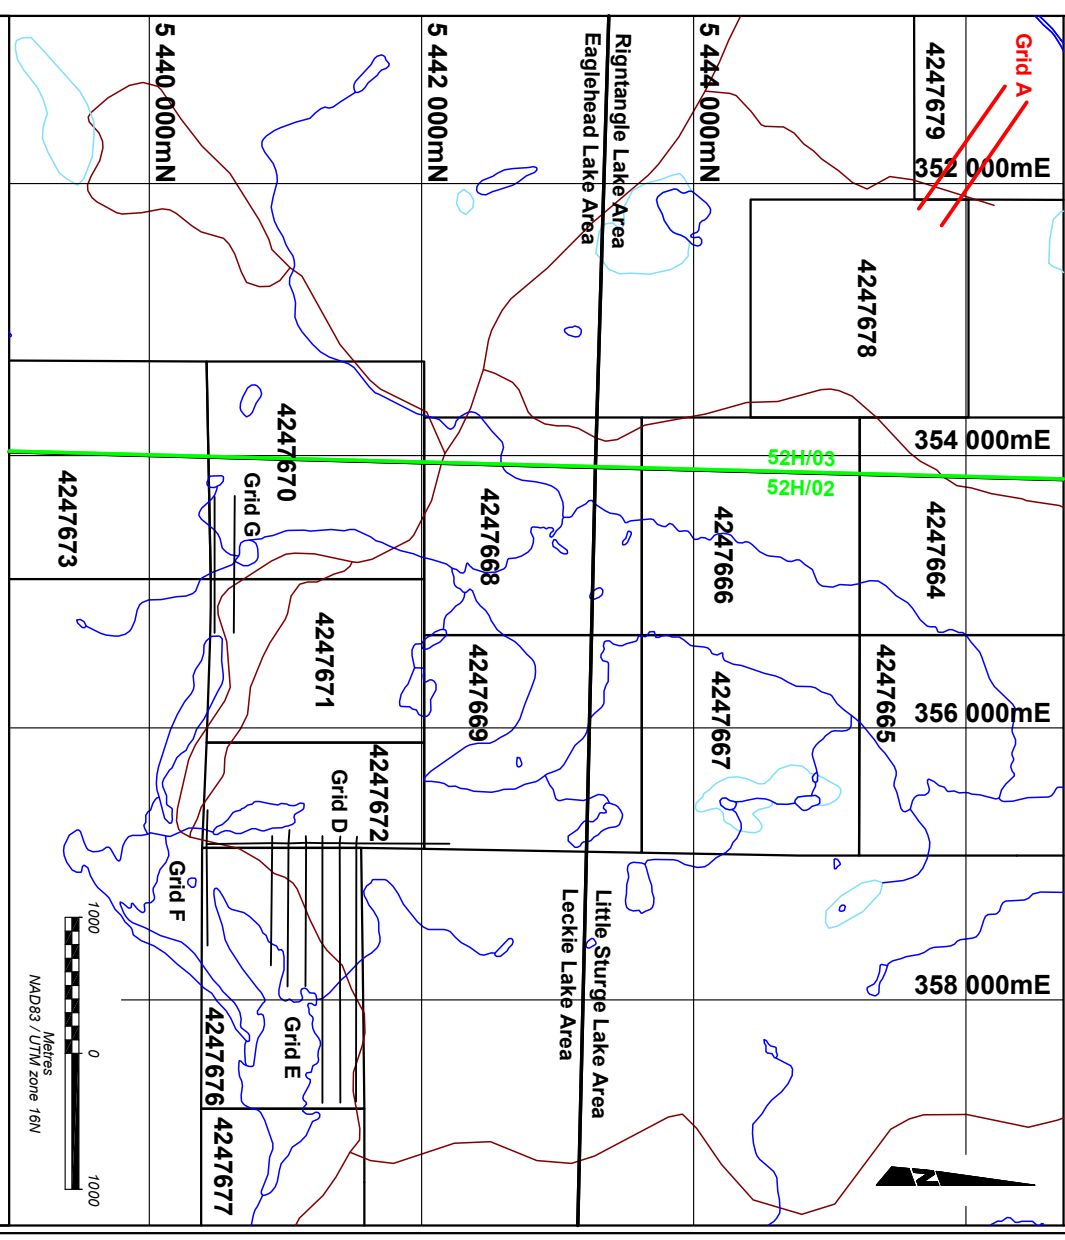 Grid A
4247679
352 000mE
5 444 000mN
5 442 000mN
5 440 000mN
Rigntangle Lake Area
Eaglehead Lake Area
4247678
354 000mE
52H/03
52H/02
4247670
Grid G
4247673
4247668
4247666
4247664
4247671
4247669
4247667
4247665
356 000mE
4247672
Grid D
Grid F
Little Sturge Lake Area
Leckie Lake Area
358 000mE
Grid E
4247676
4247677
N
1000
0
1000
Metres
NAD83 / UTM zone 16N